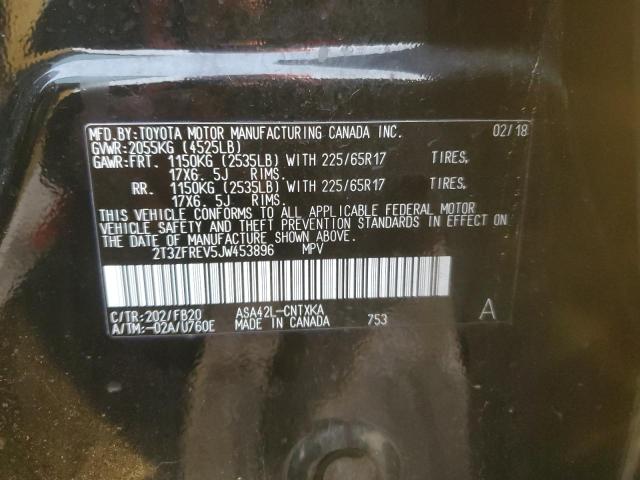 MFD.BY:TOYOTA MOTOR MANUFACTURING CANADA INC. 02/18
GVWR:2055KG (4525LB)
GAWR:FRT. 1150KG (2535LB) WITH 225/65R17 TIRES.
17X6. 5J RIMS.
RR. 1150KG (2535LB) WITH 225/65R17 TIRES.
17X6. 5J RIMS.
THIS VEHICLE CONFORMS TO ALL APPLICABLE FEDERAL MOTOR
VEHICLE SAFETY AND THEFT PREVENTION STANDARDS IN EFFECT ON
THE DATE OF MANUFACTURE SHOWN ABOVE.
2T3ZFREV5JW453896 MPV
C/TR:202/FB20 ASA42L-CNTXKA A
A/TM:-02A/U760E MADE IN CANADA 753